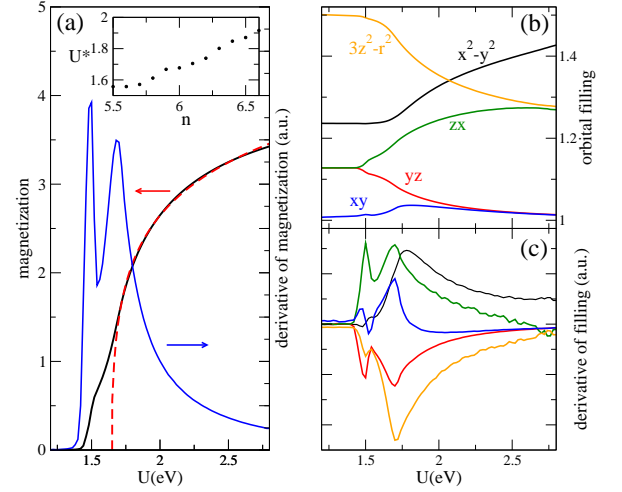 (a)
2
1.8
1.6
U*
5.5
6
6.5
n
5
4
3
2
1
0
magnetization
derivative of magnetization (a.u.)
1.5
2
2.5
U(eV)
(b)
3z²-r²
x²-y²
zx
yz
xy
1.4
1.2
1
orbital filling
(c)
derivative of filling (a.u.)
1.5
2
2.5
U(eV)